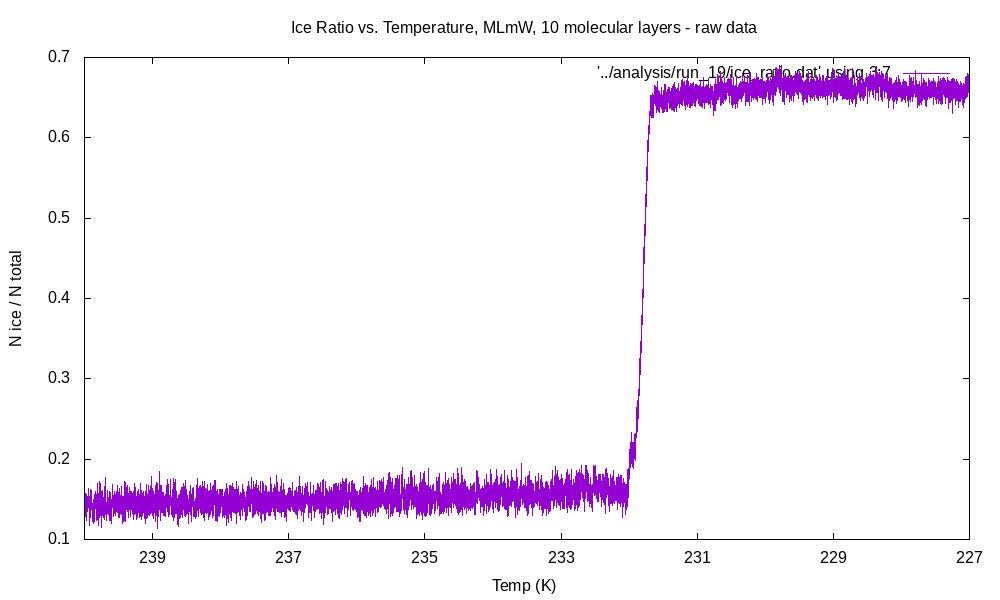 Ice Ratio vs. Temperature, MLmW, 10 molecular layers - raw data
0.7
'../analysis/run_19/ice_ratio.dat' using 3:7
0.6
0.5
0.4
0.3
0.2
0.1
N ice / N total
239 237 235 233 231 229 227
Temp (K)